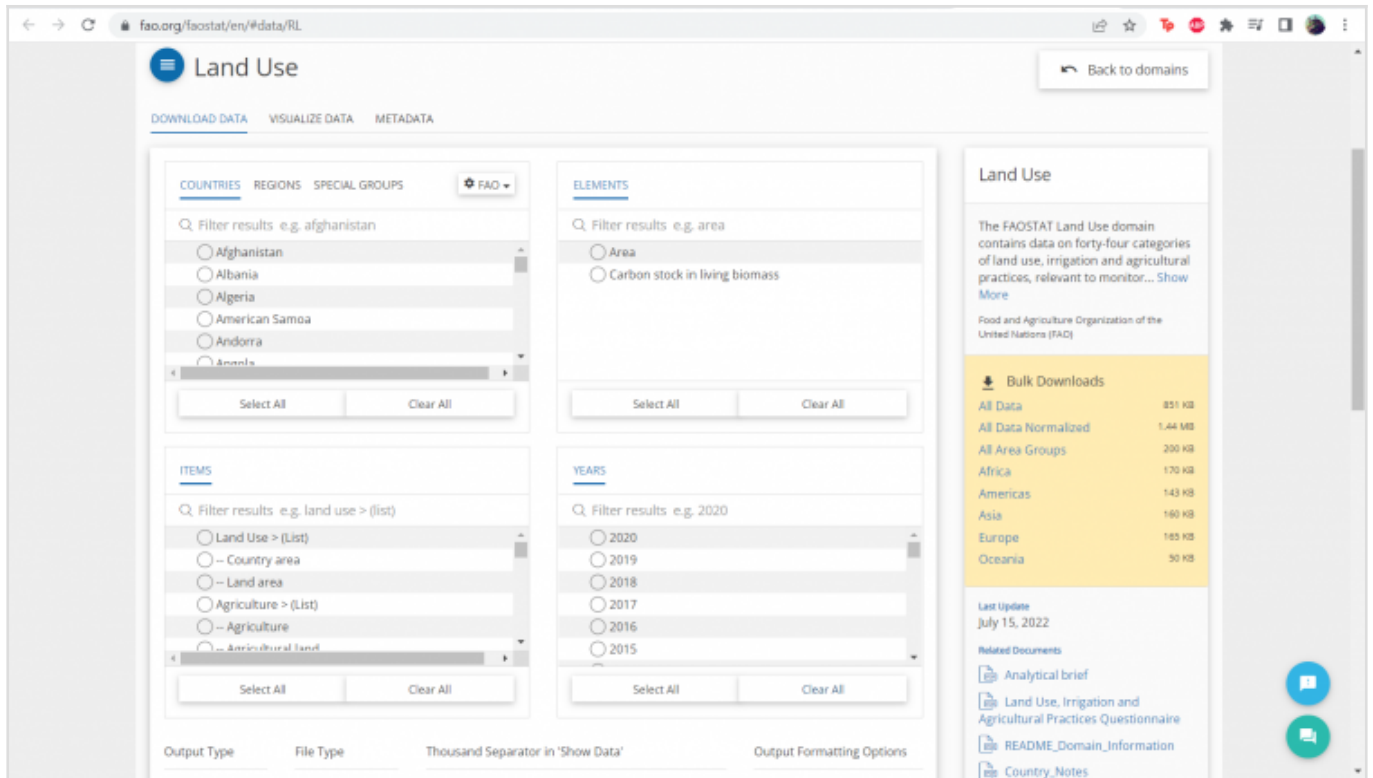 fao.org/faostat/en/#data/RL
Land Use
Back to domains
DOWNLOAD DATA VISUALIZE DATA METADATA
COUNTRIES REGIONS SPECIAL GROUPS FAO
Filter results e.g. afghanistan
Afghanistan
Albania
Algeria
American Samoa
Andorra
Angola
Select All Clear All
ELEMENTS
Filter results e.g. area
Area
Carbon stock in living biomass
Select All Clear All
ITEMS
Filter results e.g. land use > (list)
Land Use > (List)
-- Country area
-- Land area
Agriculture > (List)
-- Agriculture
-- Agricultural land
Select All Clear All
YEARS
Filter results e.g. 2020
2020
2019
2018
2017
2016
2015
Select All Clear All
Output Type File Type Thousand Separator in 'Show Data' Output Formatting Options
Land Use
The FAOSTAT Land Use domain
contains data on forty-four categories
of land use, irrigation and agricultural
practices, relevant to monitor... Show
More
Food and Agriculture Organization of the
United Nations (FAO)
Bulk Downloads
All Data 851 KB
All Data Normalized 1.44 MB
All Area Groups 200 KB
Africa 170 KB
Americas 143 KB
Asia 160 KB
Europe 165 KB
Oceania 50 KB
Last Update
July 15, 2022
Related Documents
Analytical brief
Land Use, Irrigation and
Agricultural Practices Questionnaire
README_Domain_Information
Country_Notes